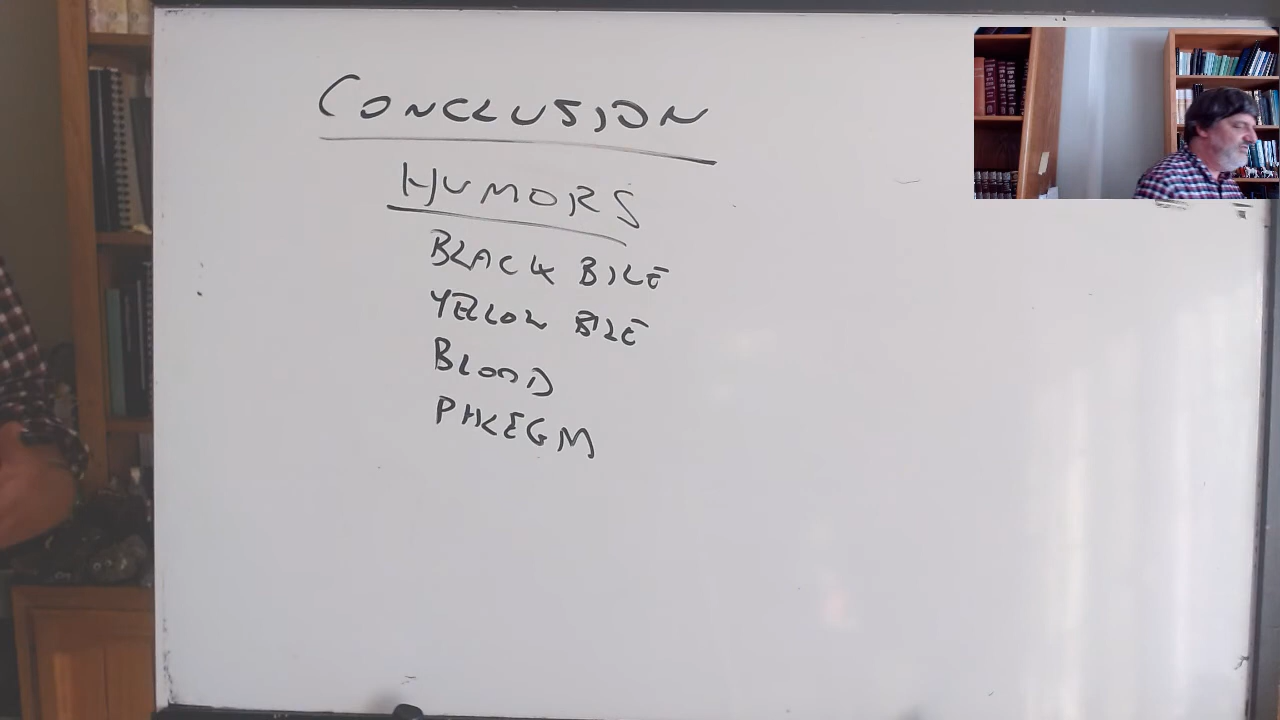 CONCLUSION
HUMORS
BLACK BILE
YELLOW BILE
BLOOD
PHLEGM